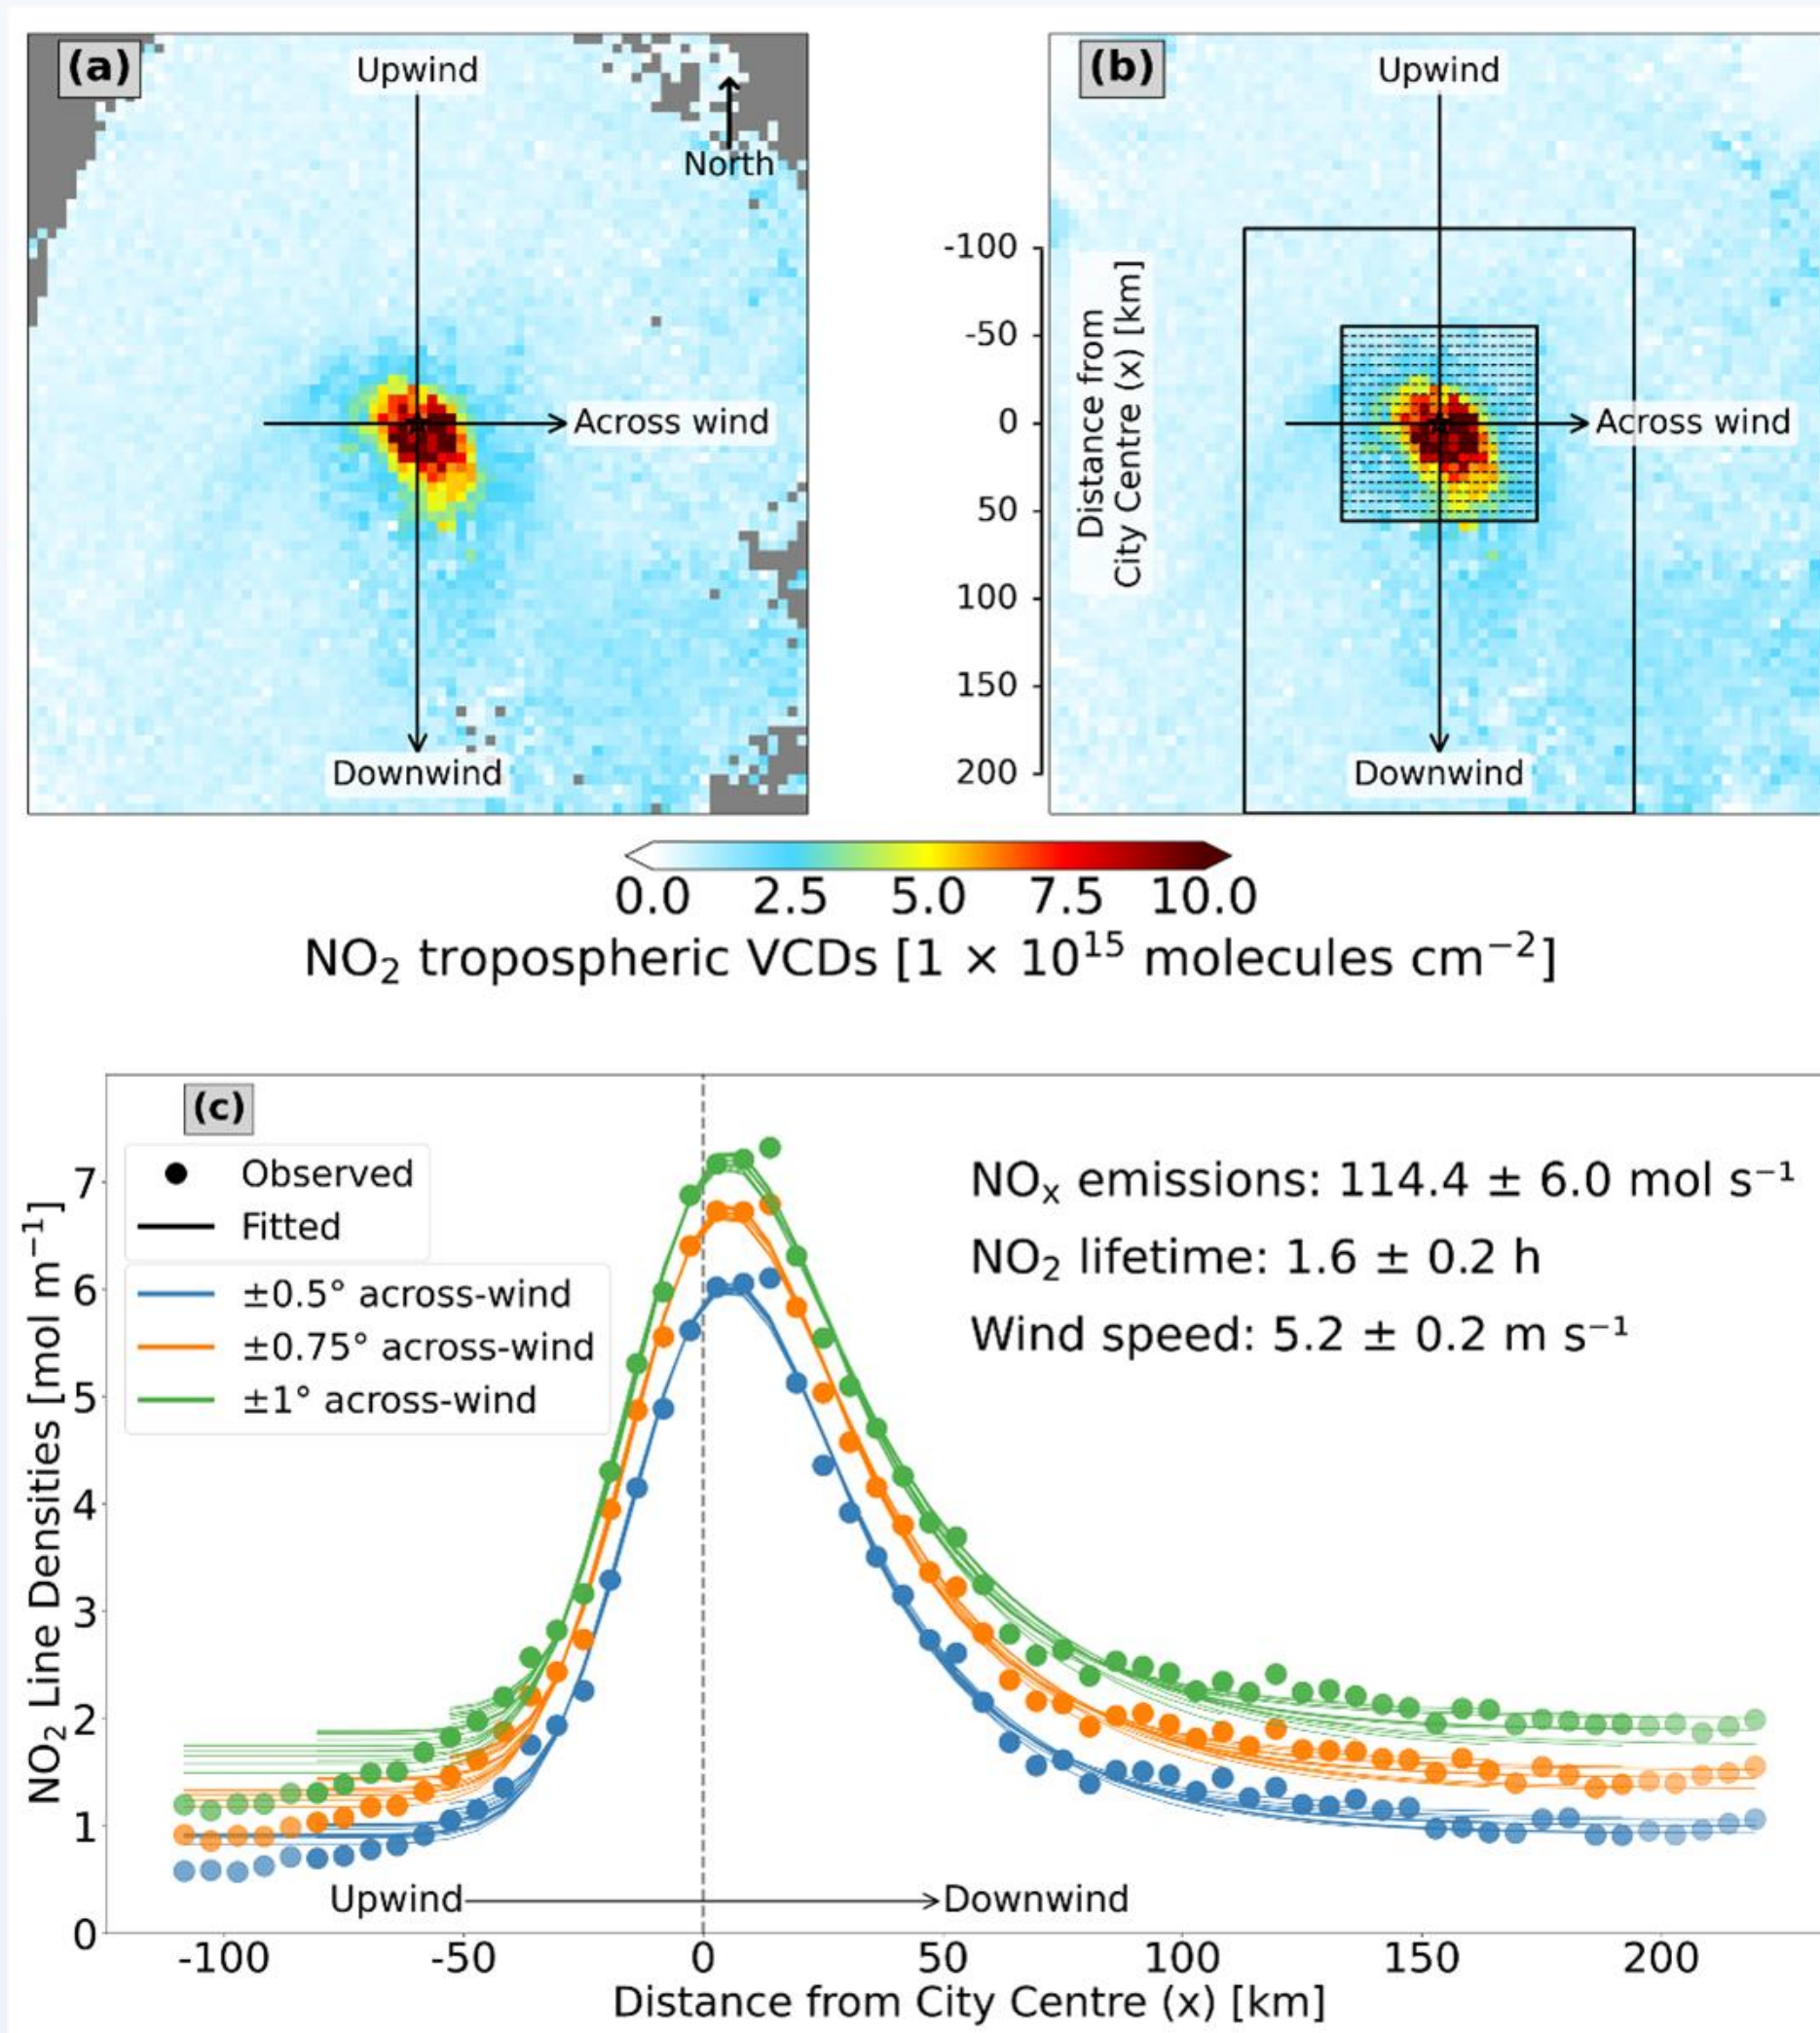 (a)
Upwind
North
Across wind
Downwind
(b)
Upwind
Across wind
Downwind
Distance from
City Centre (x) [km]
-100
-50
0
50
100
150
200
0.0 2.5 5.0 7.5 10.0
NO₂ tropospheric VCDs [1 × 10¹⁵ molecules cm⁻²]
(c)
Observed
Fitted
±0.5° across-wind
±0.75° across-wind
±1° across-wind
NOₓ emissions: 114.4 ± 6.0 mol s⁻¹
NO₂ lifetime: 1.6 ± 0.2 h
Wind speed: 5.2 ± 0.2 m s⁻¹
NO₂ Line Densities [mol m⁻¹]
7
6
5
4
3
2
1
0
Upwind
Downwind
-100 -50 0 50 100 150 200
Distance from City Centre (x) [km]